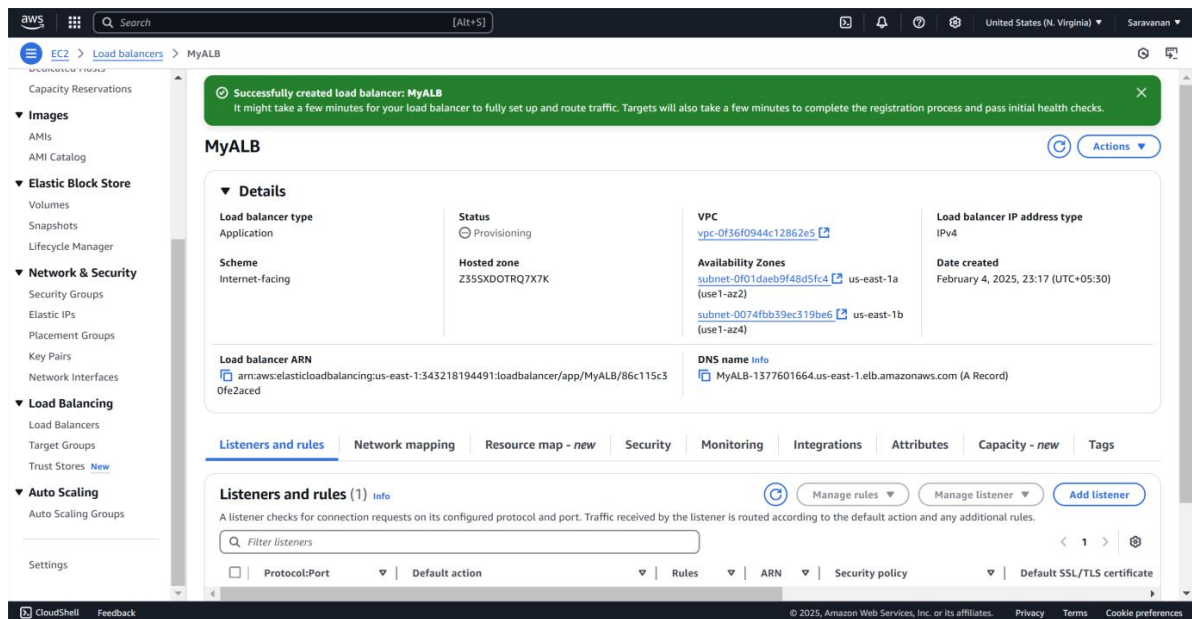 aws
Search [Alt+S] United States (N. Virginia) Saravanan
EC2 > Load balancers > MyALB
Dedicated Hosts
Capacity Reservations
Images
AMIs
AMI Catalog
Elastic Block Store
Volumes
Snapshots
Lifecycle Manager
Network & Security
Security Groups
Elastic IPs
Placement Groups
Key Pairs
Network Interfaces
Load Balancing
Load Balancers
Target Groups
Trust Stores New
Auto Scaling
Auto Scaling Groups
Settings
Successfully created load balancer: MyALB
It might take a few minutes for your load balancer to fully set up and route traffic. Targets will also take a few minutes to complete the registration process and pass initial health checks.
MyALB
Actions
Details
Load balancer type
Application
Status
Provisioning
VPC
vpc-0f36f0944c12862e5
Load balancer IP address type
IPv4
Scheme
Internet-facing
Hosted zone
Z35SXDOTRQ7X7K
Availability Zones
subnet-0f01daeb9f48d5fc4 us-east-1a
(use1-az2)
subnet-0074fbb39ec319be6 us-east-1b
(use1-az4)
Date created
February 4, 2025, 23:17 (UTC+05:30)
Load balancer ARN
arn:aws:elasticloadbalancing:us-east-1:343218194491:loadbalancer/app/MyALB/86c115c3
0fe2aced
DNS name Info
MyALB-1377601664.us-east-1.elb.amazonaws.com (A Record)
Listeners and rules Network mapping Resource map - new Security Monitoring Integrations Attributes Capacity - new Tags
Listeners and rules (1) Info
Manage rules Manage listener Add listener
A listener checks for connection requests on its configured protocol and port. Traffic received by the listener is routed according to the default action and any additional rules.
Filter listeners
< 1 >
Protocol:Port Default action Rules ARN Security policy Default SSL/TLS certificate
CloudShell Feedback © 2025, Amazon Web Services, Inc. or its affiliates. Privacy Terms Cookie preferences